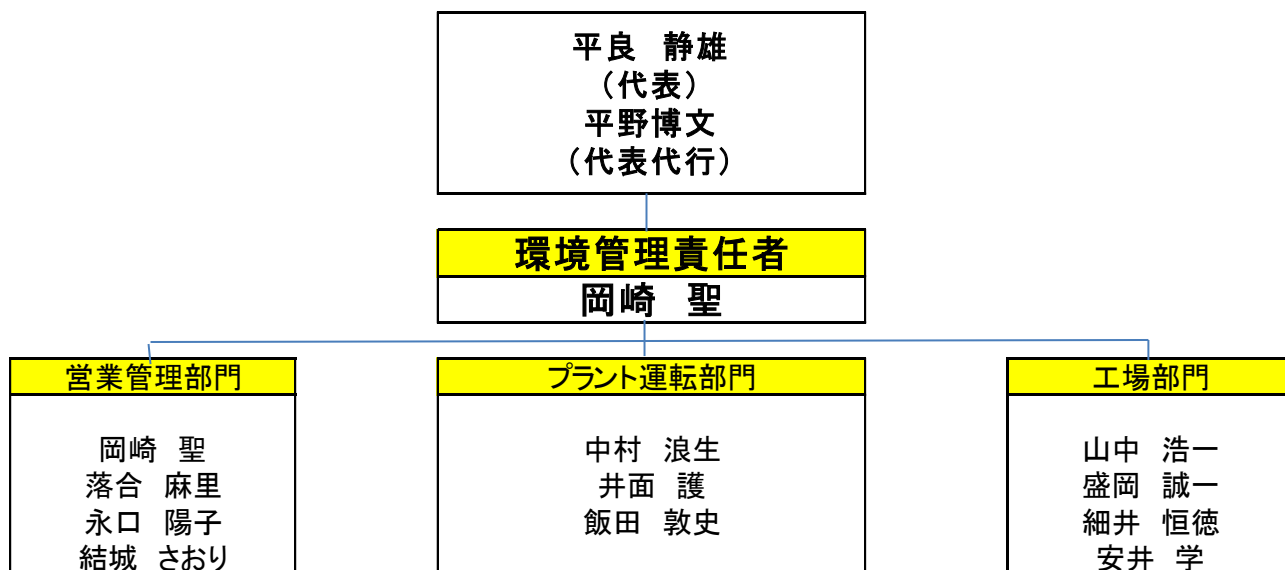 平良 静雄
（代表）
平野博文
（代表代行）
環境管理責任者
岡崎 聖
営業管理部門
岡崎 聖
落合 麻里
永口 陽子
結城 さおり
プラント運転部門
中村 浪生
井面 護
飯田 敦史
工場部門
山中 浩一
盛岡 誠一
細井 恒徳
安井 学